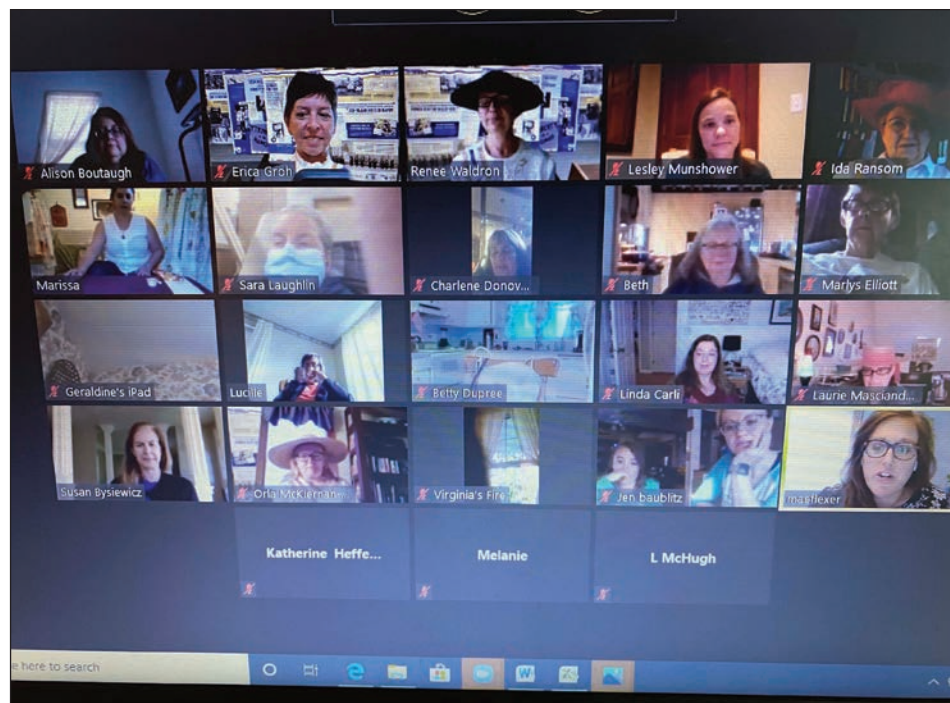 Alison Boutaugh
Erica Groh
Renee Waldron
Lesley Munshower
Ida Ransom
Marissa
Sara Laughlin
Charlene Donov...
Beth
Marlys Elliott
Geraldine's iPad
Lucille
Betty Dupree
Linda Carli
Laurie Masciand...
Susan Bysiewicz
Orla McKiernan...
Virginia's Fire
Jen baublitz
maeflexer
Katherine Heffe...
Melanie
L McHugh
e here to search